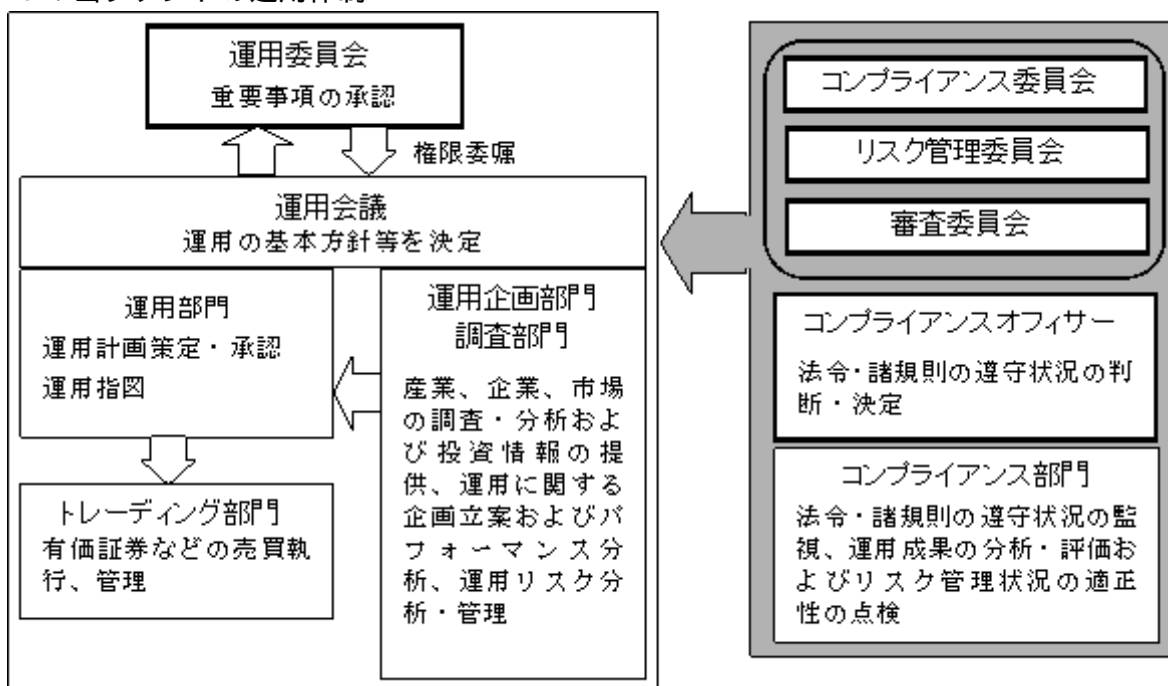 運用委員会
重要事項の承認
権限委嘱
運用会議
運用の基本方針等を決定
運用部門
運用計画策定・承認
運用指図
トレーディング部門
有価証券などの売買執
行、管理
運用企画部門
調査部門
産業、企業、市場
の調査・分析およ
び投資情報の提
供、運用に関する
企画立案およびパ
フォーマンス分
析、運用リスク分
析・管理
コンプライアンス委員会
リスク管理委員会
審査委員会
コンプライアンスオフィサー
法令・諸規則の遵守状況の判
断・決定
コンプライアンス部門
法令・諸規則の遵守状況の監
視、運用成果の分析・評価お
よびリスク管理状況の適正
性の点検